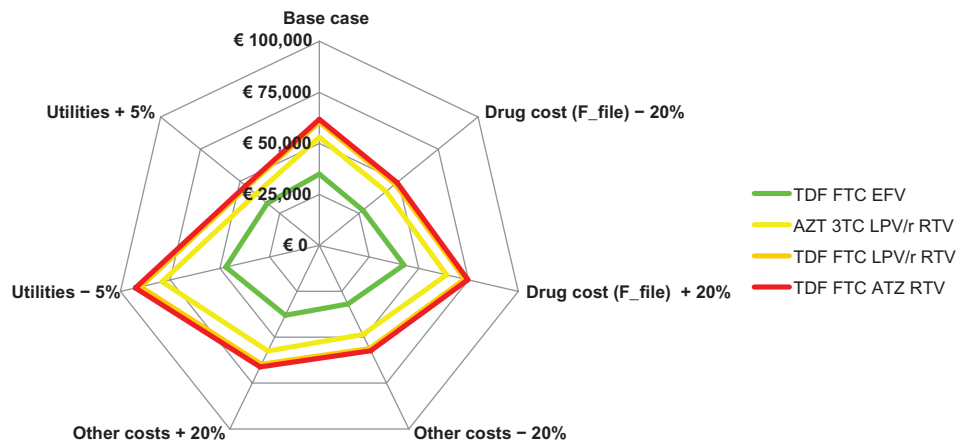 Base case
€ 100,000
€ 75,000
Utilities + 5%
Drug cost (F_file) − 20%
€ 50,000
€ 25,000
TDF FTC EFV
AZT 3TC LPV/r RTV
€ 0
TDF FTC LPV/r RTV
TDF FTC ATZ RTV
Utilities − 5%
Drug cost (F_file) + 20%
Other costs + 20%
Other costs − 20%